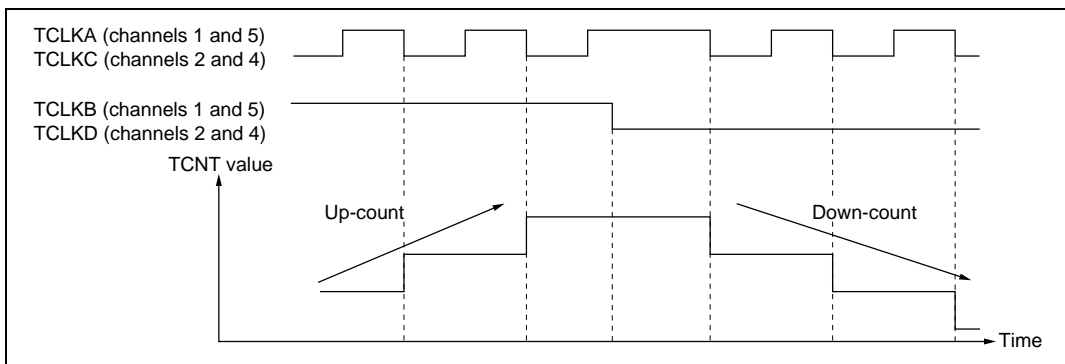 TCLKA (channels 1 and 5)
TCLKC (channels 2 and 4)
TCLKB (channels 1 and 5)
TCLKD (channels 2 and 4)
TCNT value
Up-count
Down-count
Time